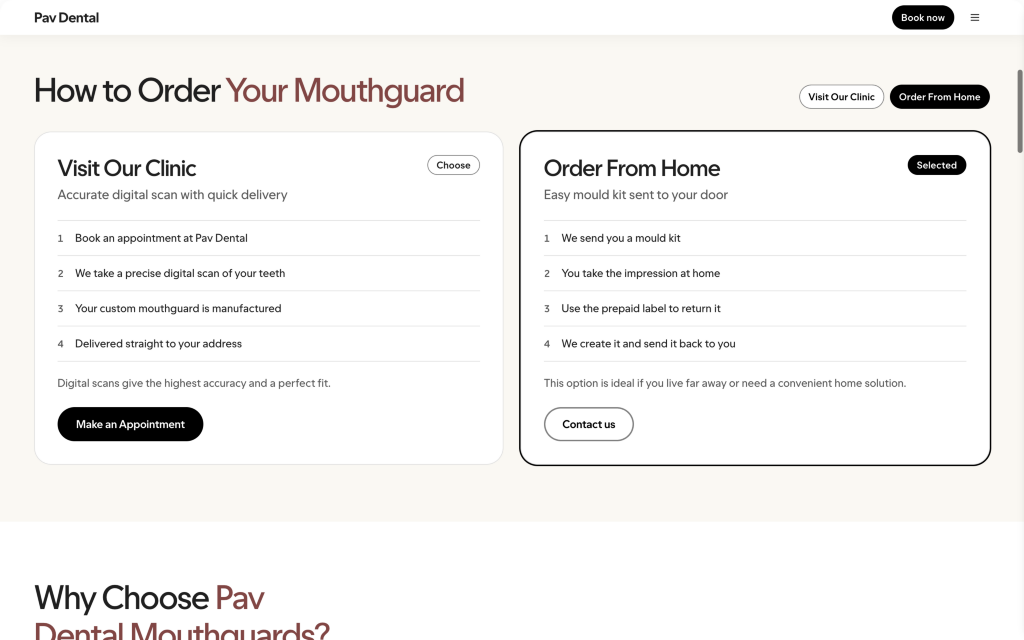 Pav Dental
Book now
How to Order Your Mouthguard
Visit Our Clinic
Order From Home
Visit Our Clinic
Choose
Accurate digital scan with quick delivery
1 Book an appointment at Pav Dental
2 We take a precise digital scan of your teeth
3 Your custom mouthguard is manufactured
4 Delivered straight to your address
Digital scans give the highest accuracy and a perfect fit.
Make an Appointment
Order From Home
Selected
Easy mould kit sent to your door
1 We send you a mould kit
2 You take the impression at home
3 Use the prepaid label to return it
4 We create it and send it back to you
This option is ideal if you live far away or need a convenient home solution.
Contact us
Why Choose Pav
Dental Mouthguards?